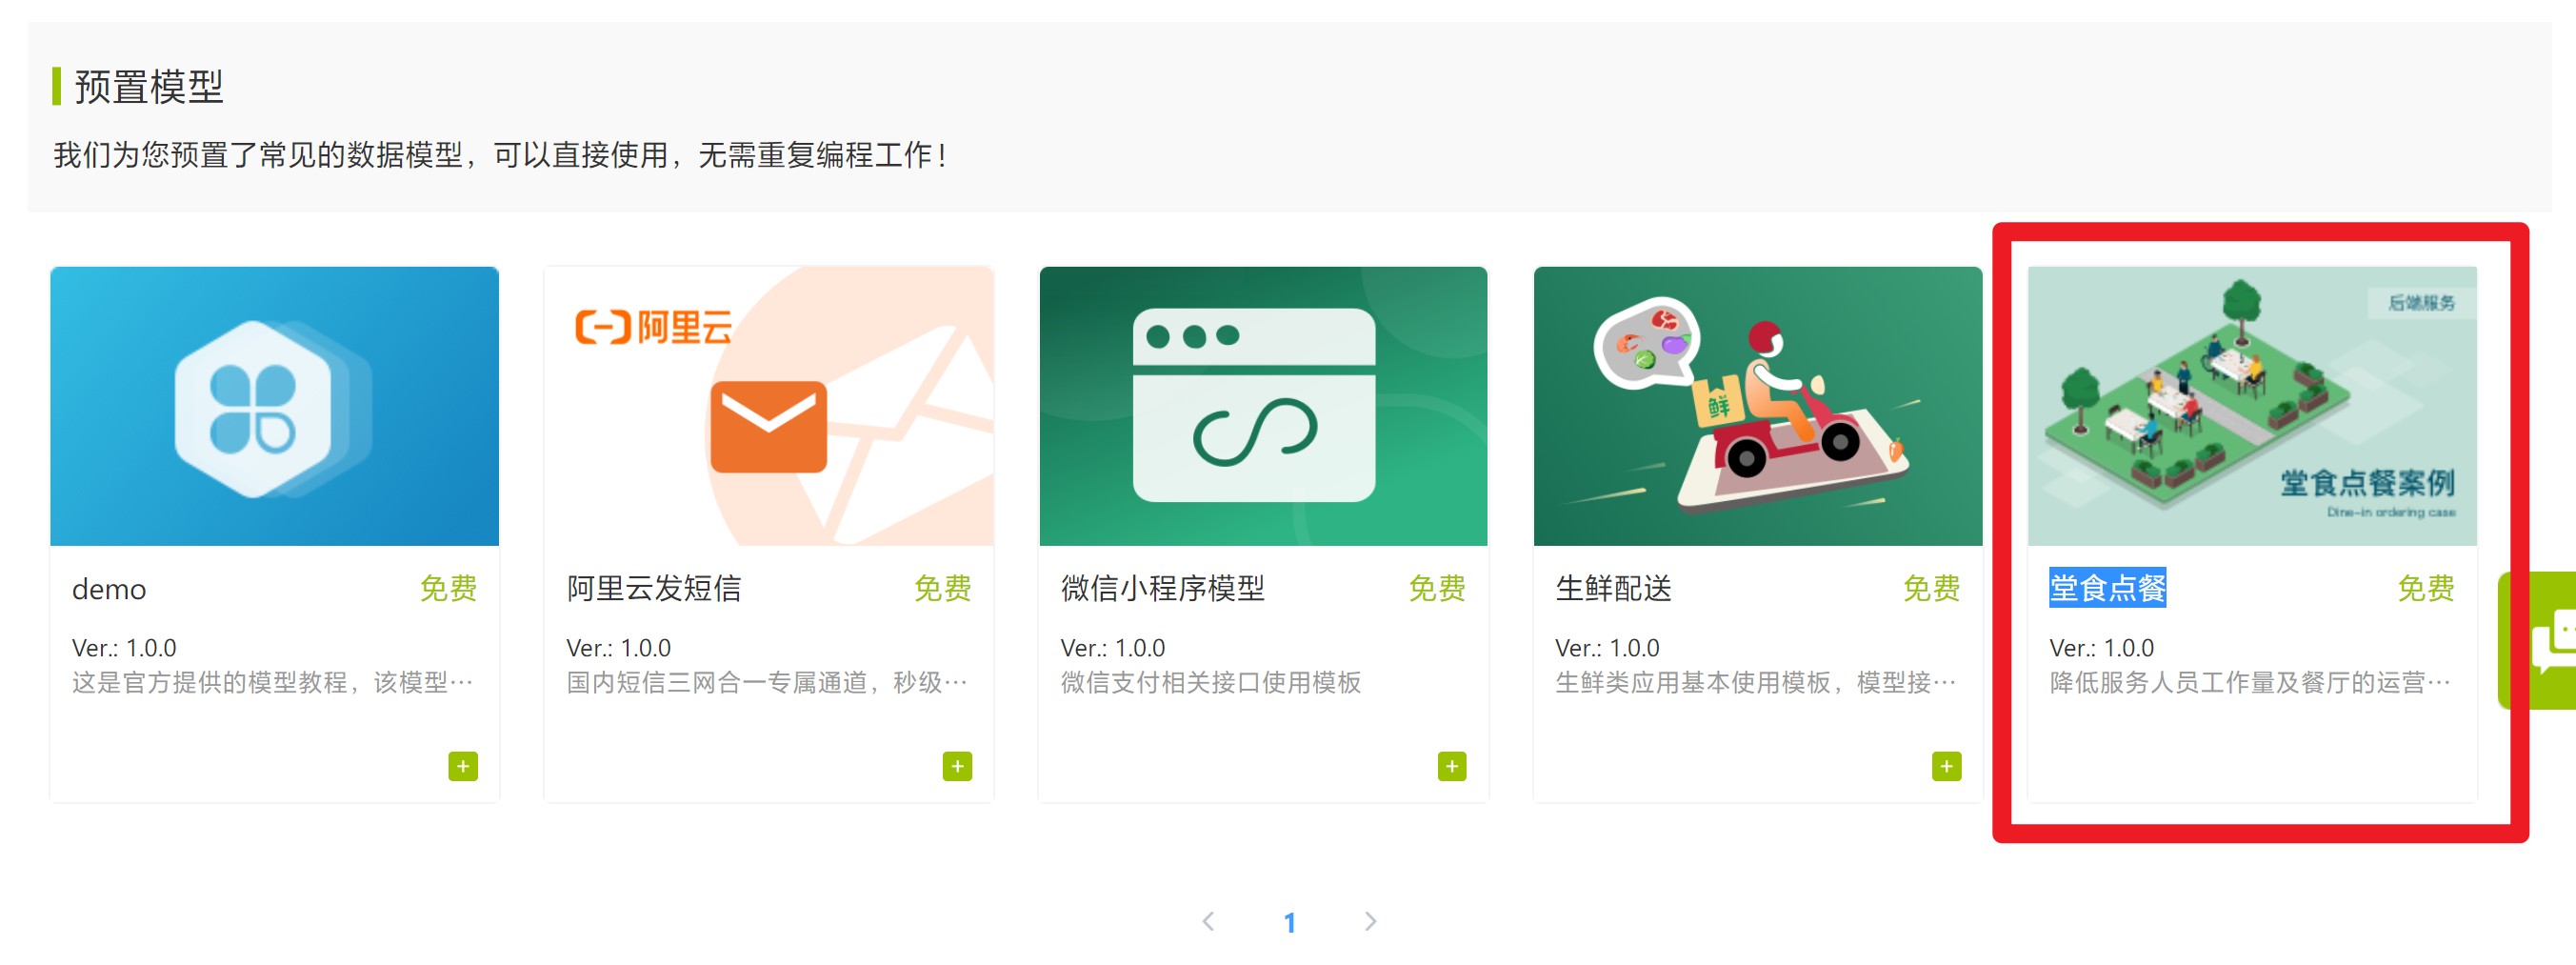 预置模型
我们为您预置了常见的数据模型，可以直接使用，无需重复编程工作！
阿里云
鲜
后端服务
堂食点餐案例
Dine-in ordering case
demo 免费
Ver.: 1.0.0
这是官方提供的模型教程，该模型…
阿里云发短信 免费
Ver.: 1.0.0
国内短信三网合一专属通道，秒级…
微信小程序模型 免费
Ver.: 1.0.0
微信支付相关接口使用模板
生鲜配送 免费
Ver.: 1.0.0
生鲜类应用基本使用模板，模型接…
堂食点餐 免费
Ver.: 1.0.0
降低服务人员工作量及餐厅的运营…
1